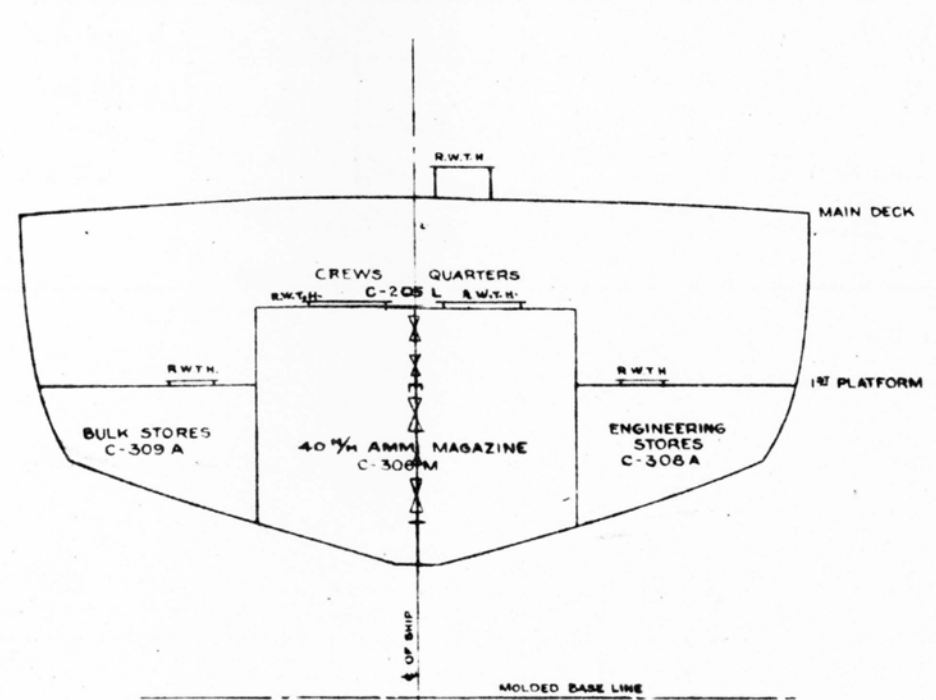 R.W.T.H
MAIN DECK
CREWS QUARTERS
C-205 L
R.W.T.H. R.W.T.H.
R.W.T.H. R.W.T.H
1ST PLATFORM
BULK STORES
C-309 A
40 M/M AMM. MAGAZINE
C-306 M
ENGINEERING
STORES
C-308 A
℄ OF SHIP
MOLDED BASE LINE